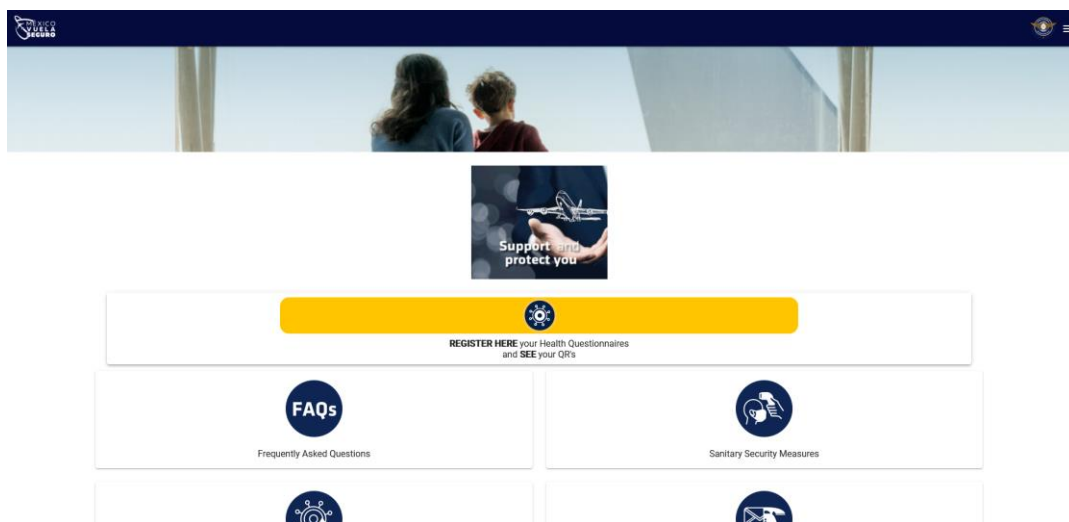 MÉXICO
VUELA
SEGURO
Support and
protect you
REGISTER HERE your Health Questionnaires
and SEE your QR's
FAQs
Frequently Asked Questions
Sanitary Security Measures